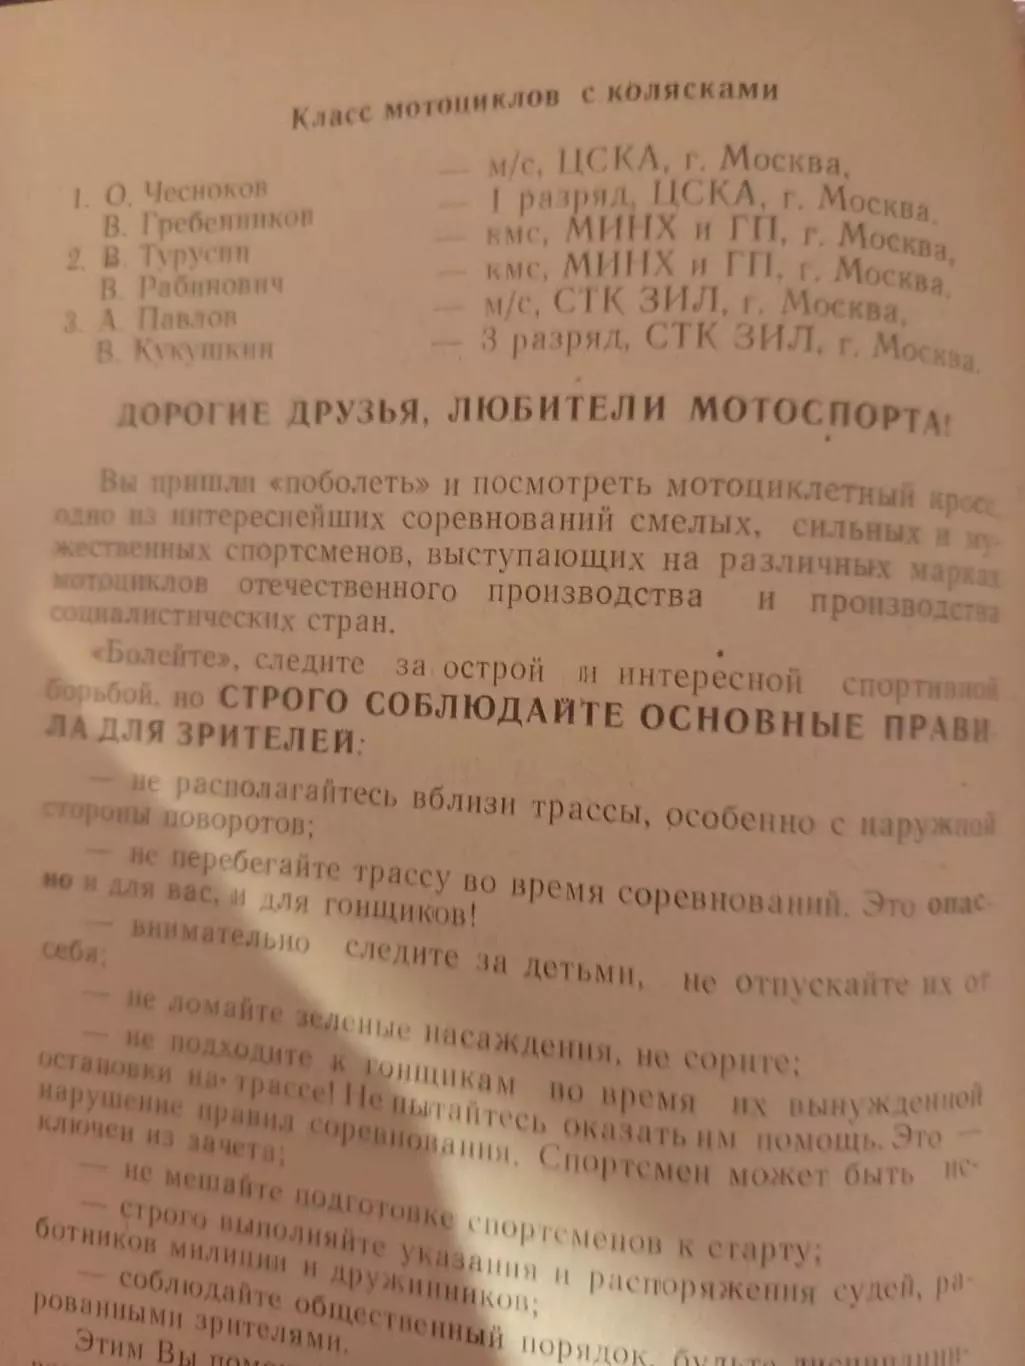 Класс мотоциклов с колясками
1. О. Чесноков — м/с, ЦСКА, г. Москва,
В. Гребенников — 1 разряд, ЦСКА, г. Москва.
2. В. Турусин — кмс, МИНХ и ГП, г. Москва,
В. Рабинович — кмс, МИНХ и ГП, г. Москва.
3. А. Павлов — м/с, СТК ЗИЛ, г. Москва,
В. Кукушкин — 3 разряд, СТК ЗИЛ, г. Москва.
ДОРОГИЕ ДРУЗЬЯ, ЛЮБИТЕЛИ МОТОСПОРТА!
Вы пришли «поболеть» и посмотреть мотоциклетный кросс,
одно из интереснейших соревнований смелых, сильных и му-
жественных спортсменов, выступающих на различных марках
мотоциклов отечественного производства и производства
социалистических стран.
«Болейте», следите за острой и интересной спортивной
борьбой, но СТРОГО СОБЛЮДАЙТЕ ОСНОВНЫЕ ПРАВИ-
ЛА ДЛЯ ЗРИТЕЛЕЙ:
— не располагайтесь вблизи трассы, особенно с наружной
стороны поворотов;
— не перебегайте трассу во время соревнований. Это опас-
но и для вас, и для гонщиков!
— внимательно следите за детьми, не отпускайте их от
себя;
— не ломайте зеленые насаждения, не сорите;
— не подходите к гонщикам во время их вынужденной
остановки на трассе! Не пытайтесь оказать им помощь. Это —
нарушение правил соревнования. Спортсмен может быть ис-
ключен из зачета;
— не мешайте подготовке спортсменов к старту;
— строго выполняйте указания и распоряжения судей, ра-
ботников милиции и дружинников;
— соблюдайте общественный порядок, будьте
рованными зрителями.
Этим Вы